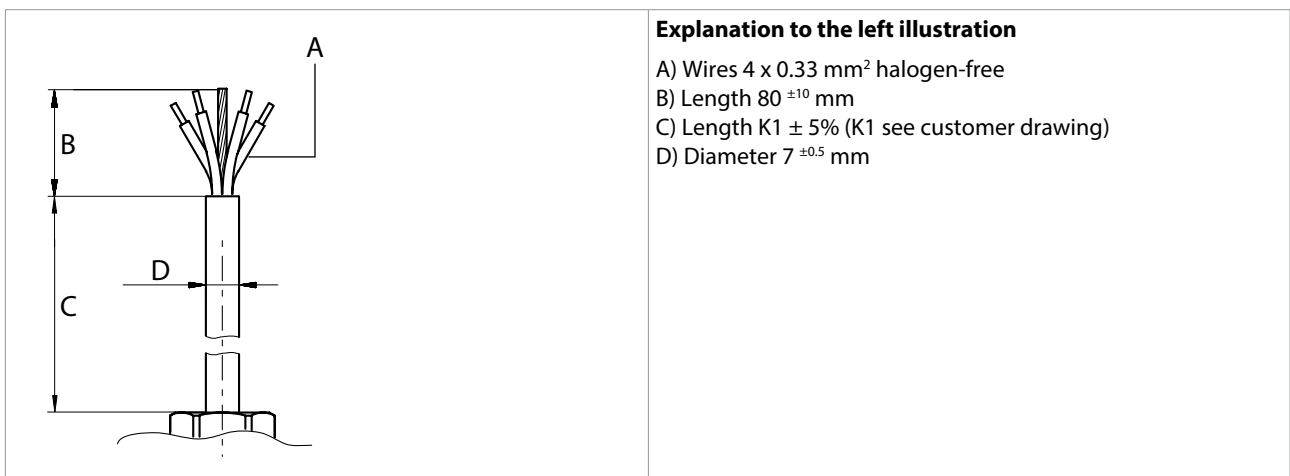 A
B
D
C
Explanation to the left illustration
A) Wires 4 x 0.33 mm² halogen-free
B) Length 80 ±10 mm
C) Length K1 ± 5% (K1 see customer drawing)
D) Diameter 7 ±0.5 mm